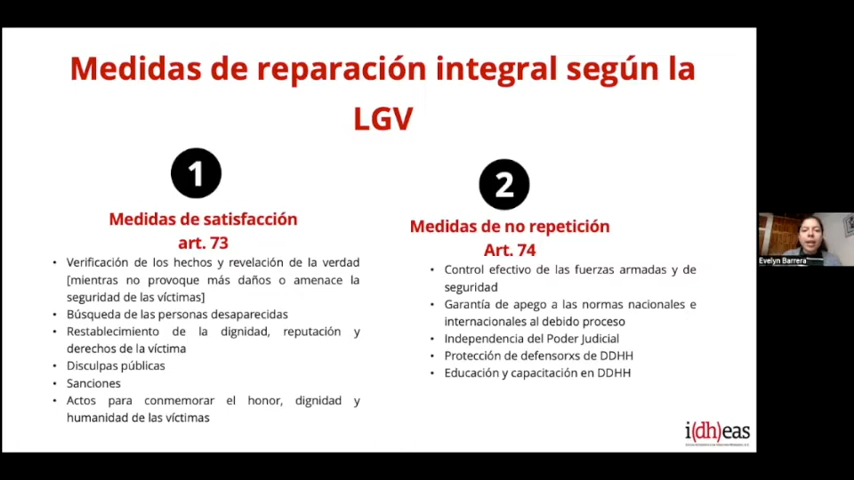 Medidas de reparación integral según la
LGV
1
Medidas de satisfacción
art. 73
• Verificación de los hechos y revelación de la verdad
[mientras no provoque más daños o amenace la
seguridad de las víctimas]
• Búsqueda de las personas desaparecidas
• Restablecimiento de la dignidad, reputación y
derechos de la víctima
• Disculpas públicas
• Sanciones
• Actos para conmemorar el honor, dignidad y
humanidad de las víctimas
2
Medidas de no repetición
Art. 74
• Control efectivo de las fuerzas armadas y de
seguridad
• Garantía de apego a las normas nacionales e
internacionales al debido proceso
• Independencia del Poder Judicial
• Protección de defensorxs de DDHH
• Educación y capacitación en DDHH
i(dh)eas
Evelyn Barrera